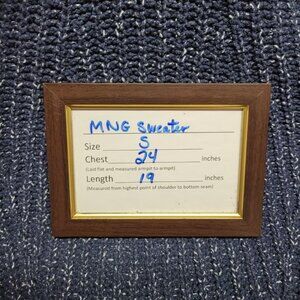 MNG Sweater
Size S
Chest 24 inches
(Laid flat and measured armpit to armpit)
Length 19 inches
(Measured from highest point of shoulder to bottom seam)